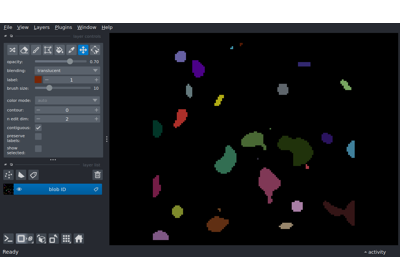 File View Layers Plugins Window Help
opacity: 0.70
blending: translucent
label: 1
brush size: 10
color mode:
contour: 0
n edit dim: 2
contiguous:
preserve
labels:
show
selected:
blob ID
Ready
activity